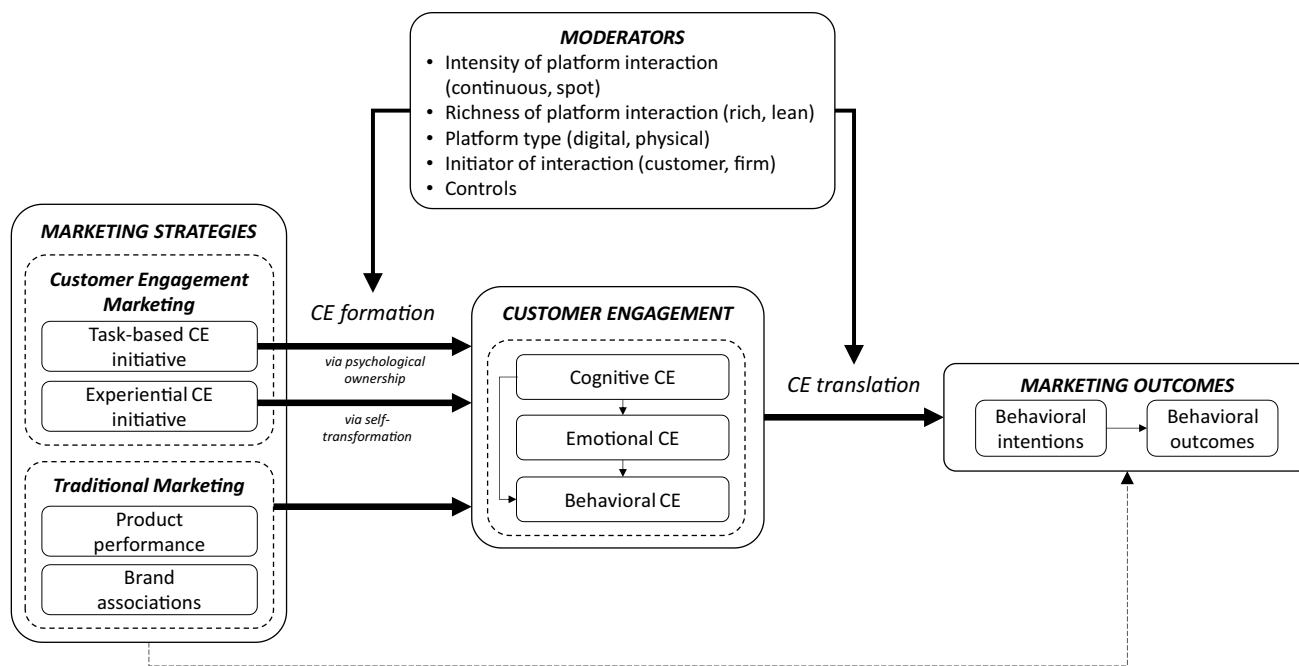 MODERATORS
• Intensity of platform interaction
(continuous, spot)
• Richness of platform interaction (rich, lean)
• Platform type (digital, physical)
• Initiator of interaction (customer, firm)
• Controls
MARKETING STRATEGIES
Customer Engagement
Marketing
Task-based CE
initiative
Experiential CE
initiative
Traditional Marketing
Product
performance
Brand
associations
CE formation
via psychological
ownership
via self-
transformation
CUSTOMER ENGAGEMENT
Cognitive CE
Emotional CE
Behavioral CE
CE translation
MARKETING OUTCOMES
Behavioral
intentions
Behavioral
outcomes